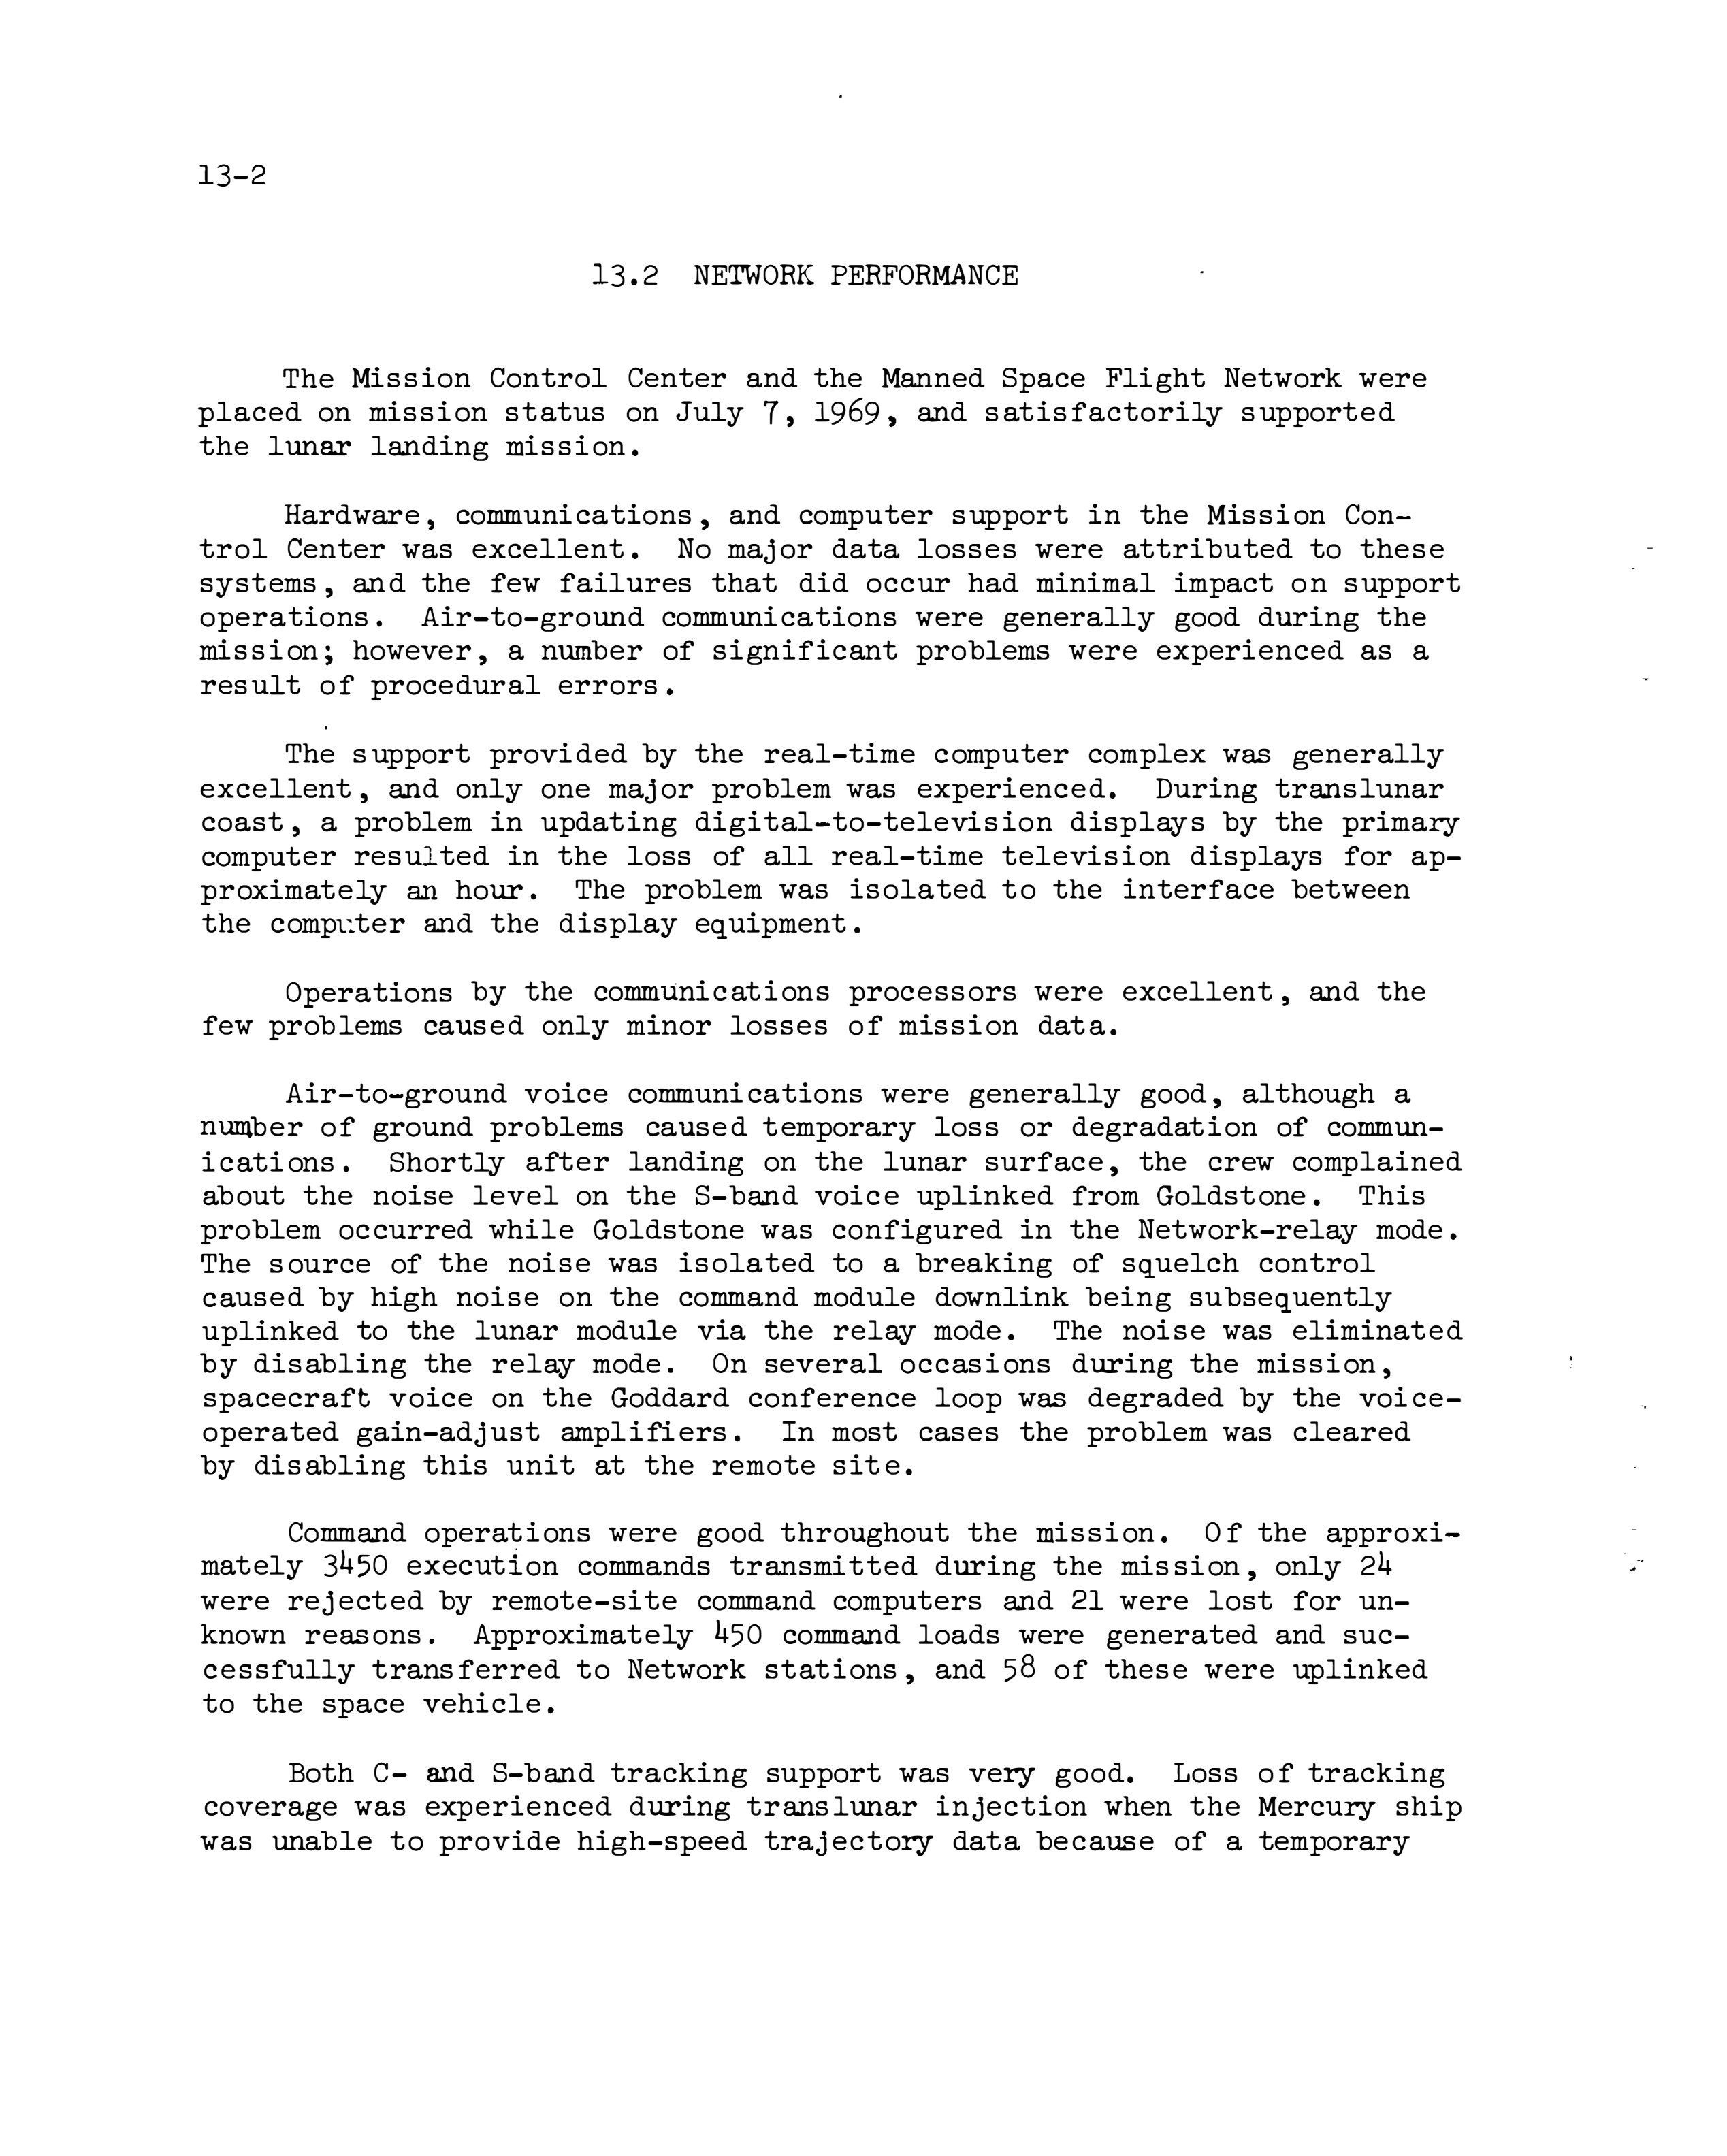 13-2
13.2 NETWORK PERFORMANCE
The Mission Control Center and the Manned Space Flight Network were
placed on mission status on July 7, 1969, and satisfactorily supported
the lunar landing mission.
Hardware, communications, and computer support in the Mission Con-
trol Center was excellent. No major data losses were attributed to these
systems, and the few failures that did occur had minimal impact on support
operations. Air-to-ground communications were generally good during the
mission; however, a number of significant problems were experienced as a
result of procedural errors.
The support provided by the real-time computer complex was generally
excellent, and only one major problem was experienced. During translunar
coast, a problem in updating digital-to-television displays by the primary
computer resulted in the loss of all real-time television displays for ap-
proximately an hour. The problem was isolated to the interface between
the computer and the display equipment.
Operations by the communications processors were excellent, and the
few problems caused only minor losses of mission data.
Air-to-ground voice communications were generally good, although a
number of ground problems caused temporary loss or degradation of commun-
ications. Shortly after landing on the lunar surface, the crew complained
about the noise level on the S-band voice uplinked from Goldstone. This
problem occurred while Goldstone was configured in the Network-relay mode.
The source of the noise was isolated to a breaking of squelch control
caused by high noise on the command module downlink being subsequently
uplinked to the lunar module via the relay mode. The noise was eliminated
by disabling the relay mode. On several occasions during the mission,
spacecraft voice on the Goddard conference loop was degraded by the voice-
operated gain-adjust amplifiers. In most cases the problem was cleared
by disabling this unit at the remote site.
Command operations were good throughout the mission. Of the approxi-
mately 3450 execution commands transmitted during the mission, only 24
were rejected by remote-site command computers and 21 were lost for un-
known reasons. Approximately 450 command loads were generated and suc-
cessfully transferred to Network stations, and 58 of these were uplinked
to the space vehicle.
Both C- and S-band tracking support was very good. Loss of tracking
coverage was experienced during translunar injection when the Mercury ship
was unable to provide high-speed trajectory data because of a temporary